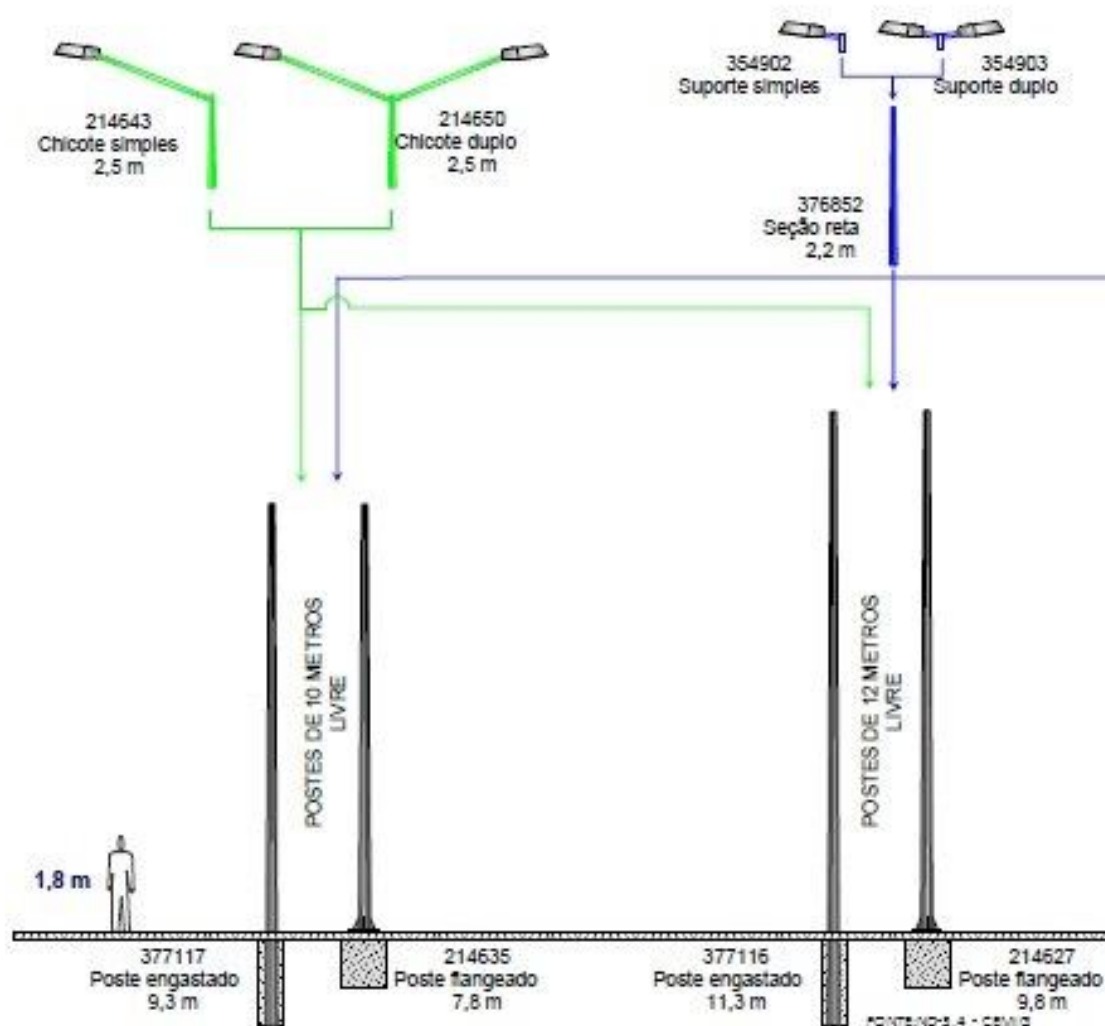 354902
Suporte simples
354903
Suporte duplo
214643
Chicote simples
2,5 m
214650
Chicote duplo
2,5 m
376852
Seção reta
2,2 m
POSTES DE 10 METROS
LIVRE
POSTES DE 12 METROS
LIVRE
1,8 m
377117
Poste engastado
9,3 m
214635
Poste flangeado
7,8 m
377116
Poste engastado
11,3 m
214627
Poste flangeado
9,8 m